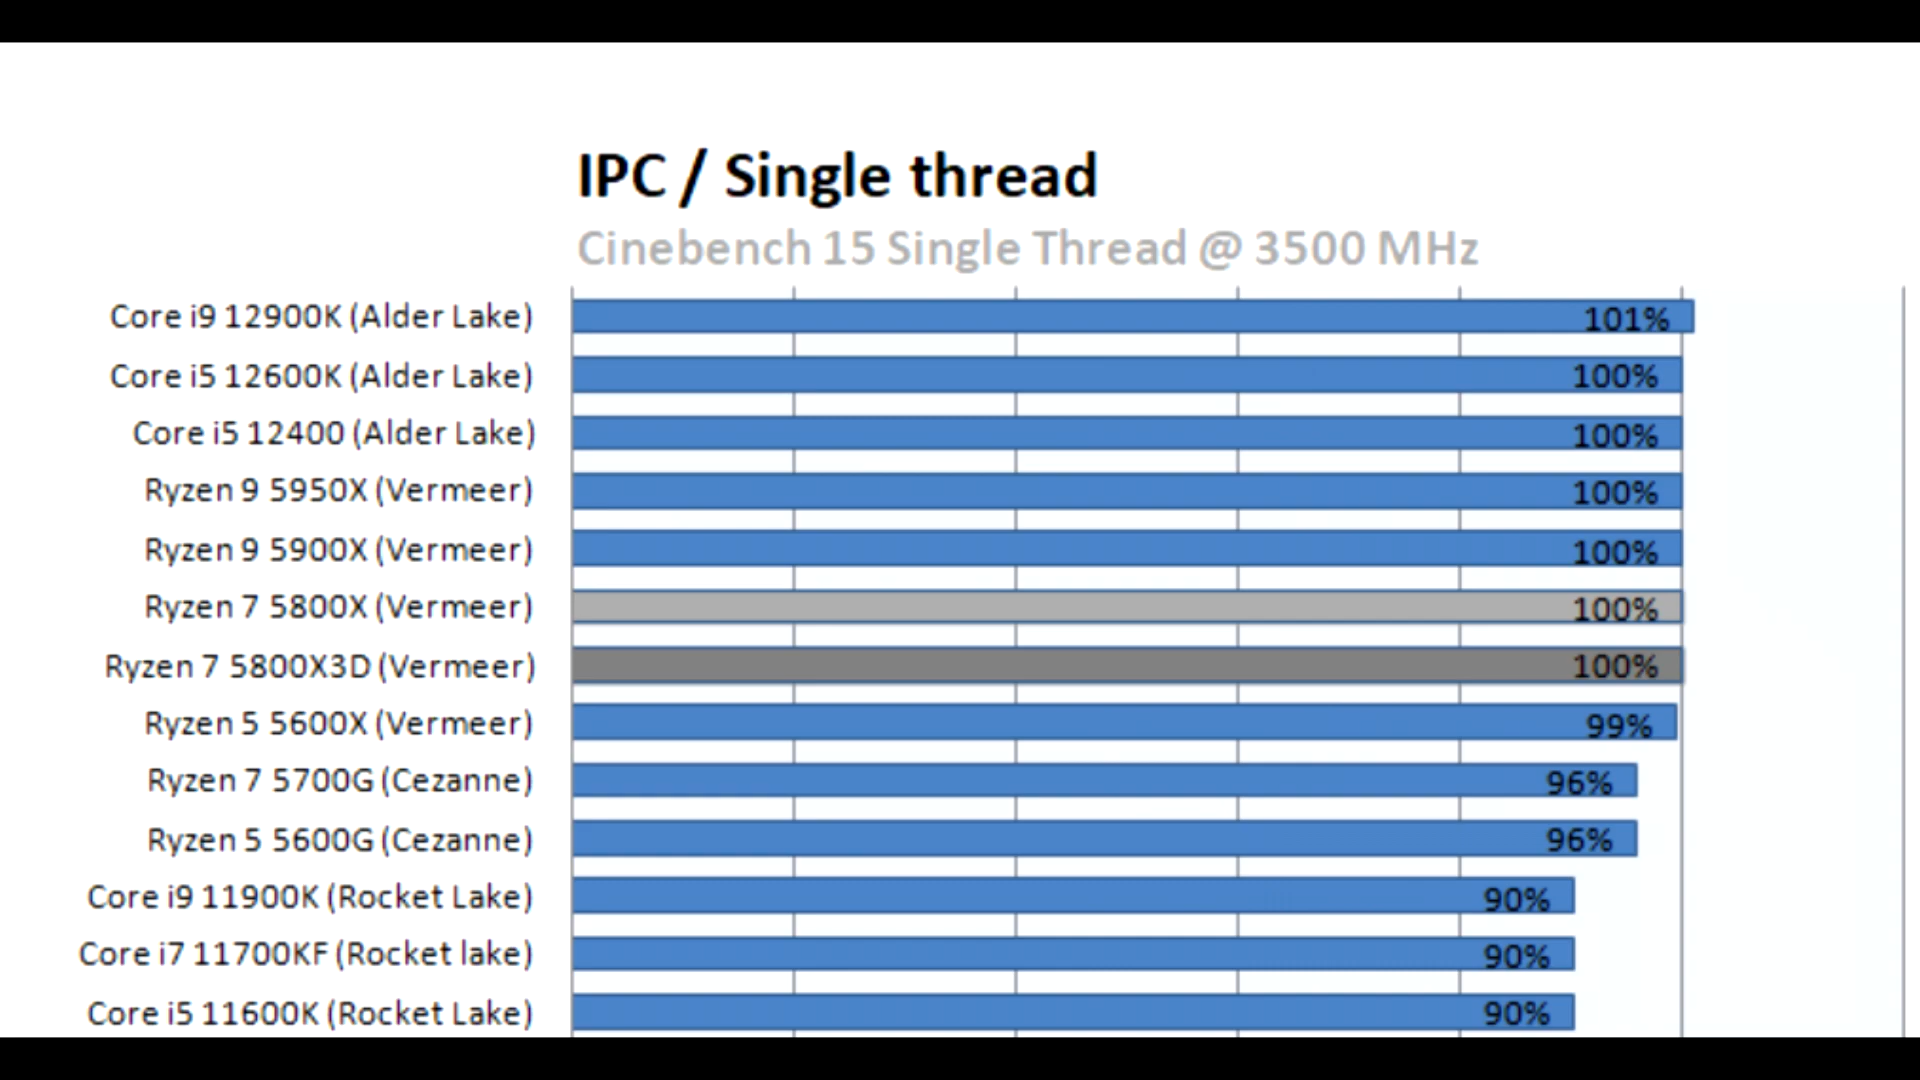 IPC / Single thread
Cinebench 15 Single Thread @ 3500 MHz
Core i9 12900K (Alder Lake) 101%
Core i5 12600K (Alder Lake) 100%
Core i5 12400 (Alder Lake) 100%
Ryzen 9 5950X (Vermeer) 100%
Ryzen 9 5900X (Vermeer) 100%
Ryzen 7 5800X (Vermeer) 100%
Ryzen 7 5800X3D (Vermeer) 100%
Ryzen 5 5600X (Vermeer) 99%
Ryzen 7 5700G (Cezanne) 96%
Ryzen 5 5600G (Cezanne) 96%
Core i9 11900K (Rocket Lake) 90%
Core i7 11700KF (Rocket lake) 90%
Core i5 11600K (Rocket Lake) 90%